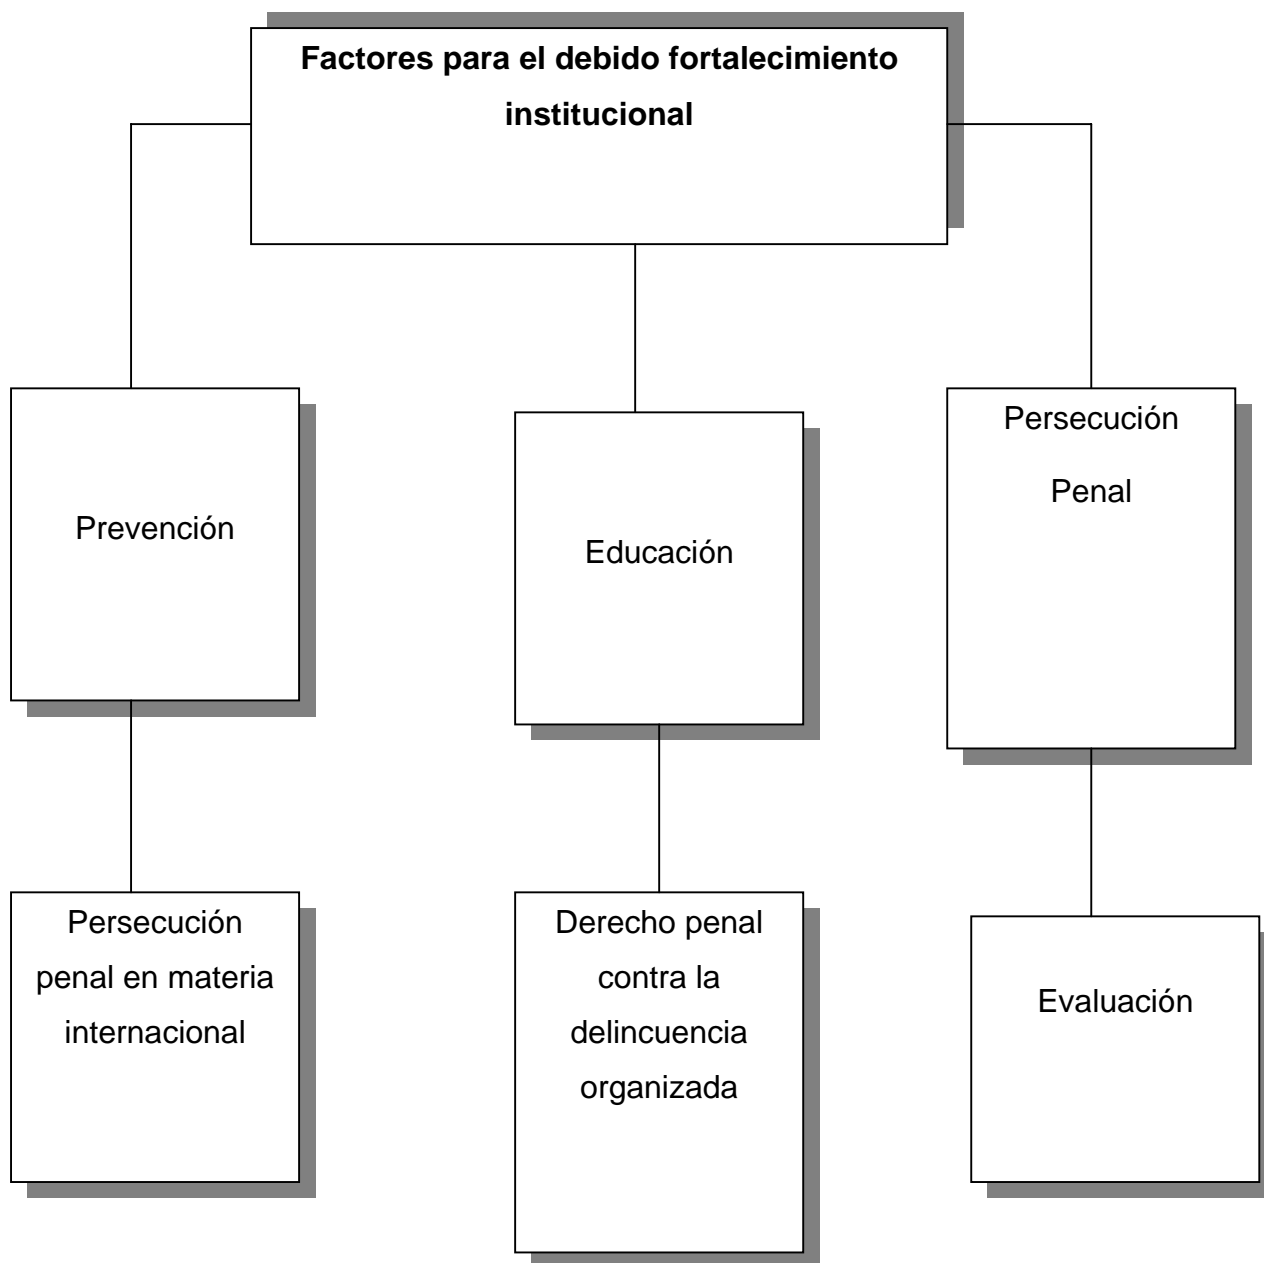 Factores para el debido fortalecimiento
institucional
Prevención
Educación
Persecución
Penal
Persecución
penal en materia
internacional
Derecho penal
contra la
delincuencia
organizada
Evaluación